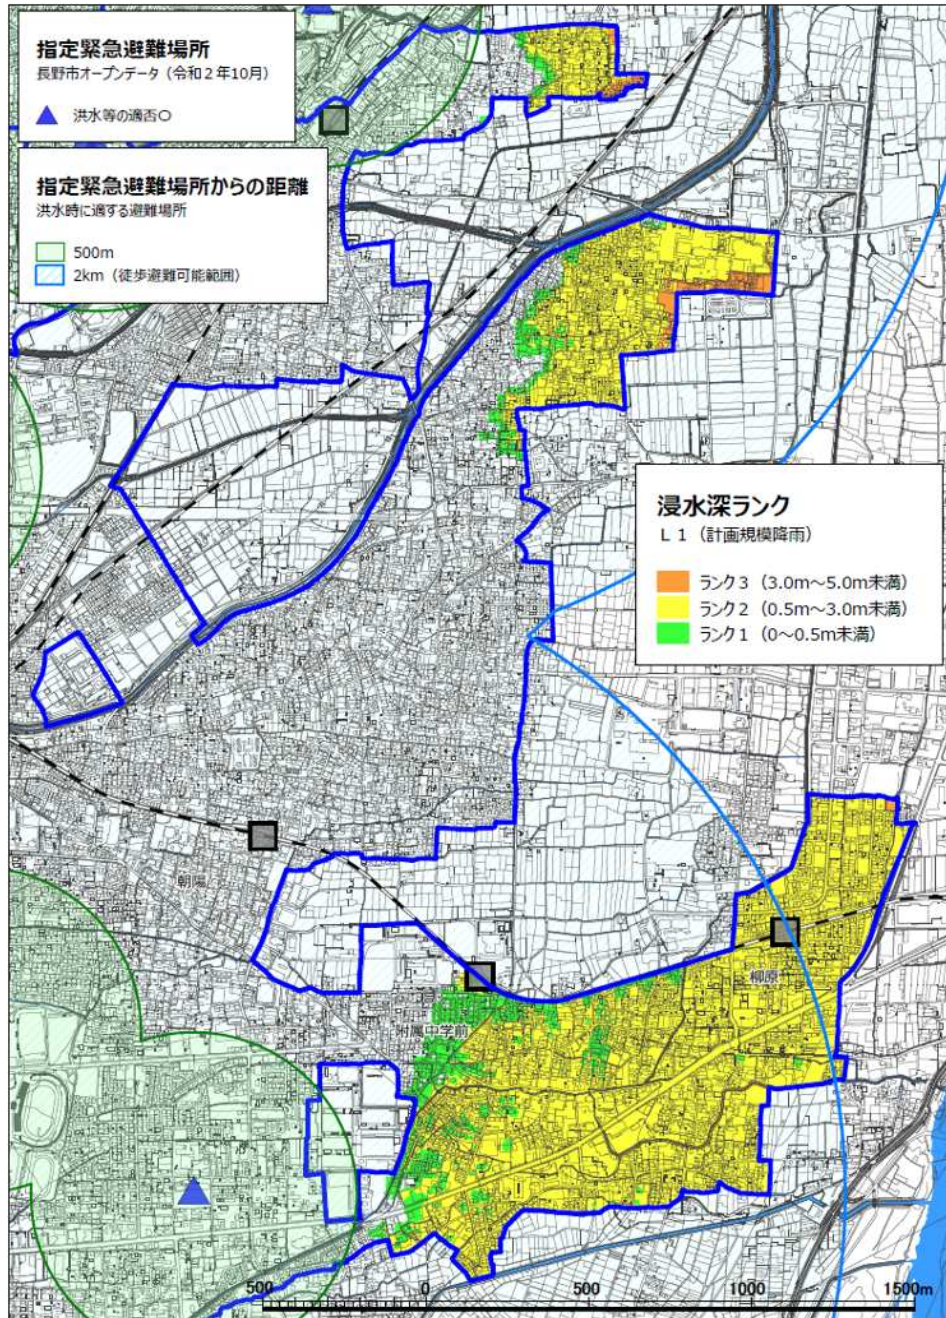 指定緊急避難場所
長野市オープンデータ（令和２年10月）
洪水等の適否〇
指定緊急避難場所からの距離
洪水時に適する避難場所
500m
2km（徒歩避難可能範囲）
浸水深ランク
Ｌ１（計画規模降雨）
ランク３（3.0m～5.0m未満）
ランク２（0.5m～3.0m未満）
ランク１（0～0.5m未満）
朝陽
柳原
附属中学前
500 0 500 1000 1500m